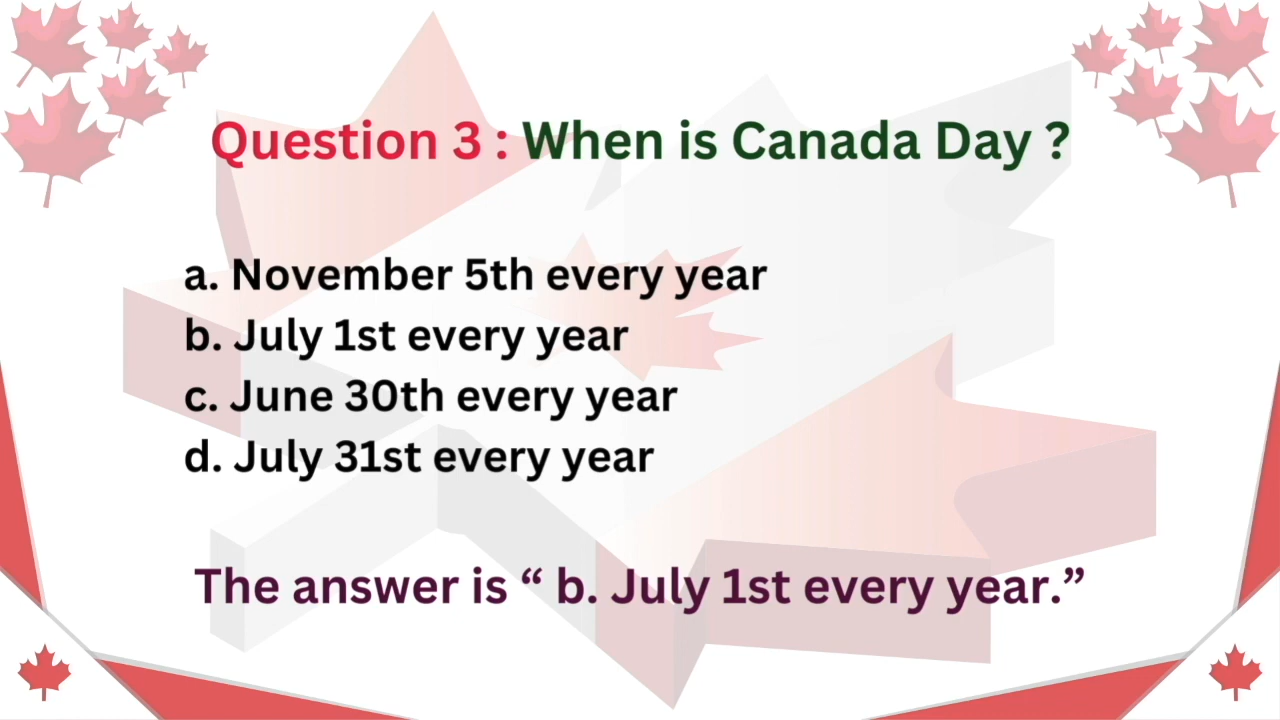 Question 3 : When is Canada Day ?
a. November 5th every year
b. July 1st every year
c. June 30th every year
d. July 31st every year
The answer is “ b. July 1st every year.”